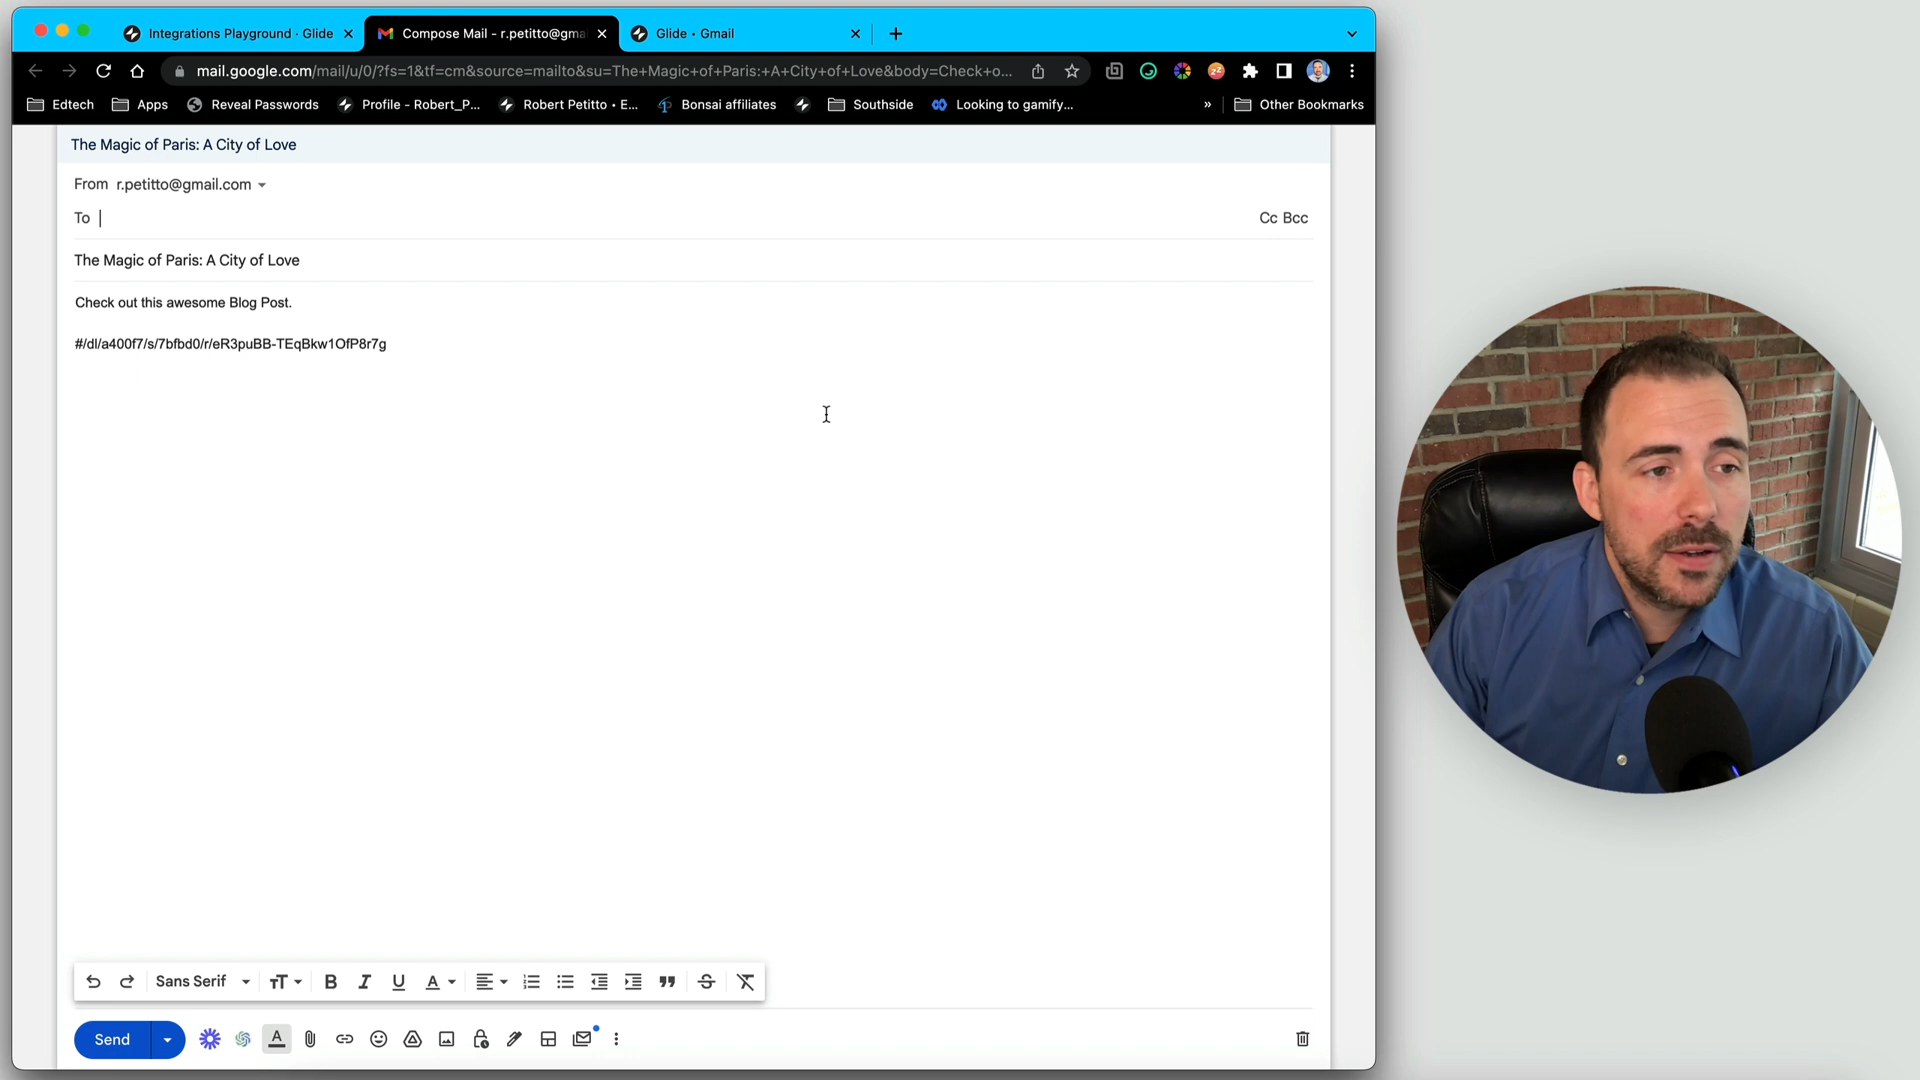 Integrations Playground · Glide
Compose Mail - r.petitto@gma
Glide • Gmail
mail.google.com/mail/u/0/?fs=1&tf=cm&source=mailto&su=The+Magic+of+Paris:+A+City+of+Love&body=Check+o...
Edtech
Apps
Reveal Passwords
Profile - Robert_P...
Robert Petitto • E...
Bonsai affiliates
Southside
Looking to gamify...
»
Other Bookmarks
The Magic of Paris: A City of Love
From r.petitto@gmail.com
To
Cc Bcc
The Magic of Paris: A City of Love
Check out this awesome Blog Post.
#/dl/a400f7/s/7bfbd0/r/eR3puBB-TEqBkw1OfP8r7g
Sans Serif
Send